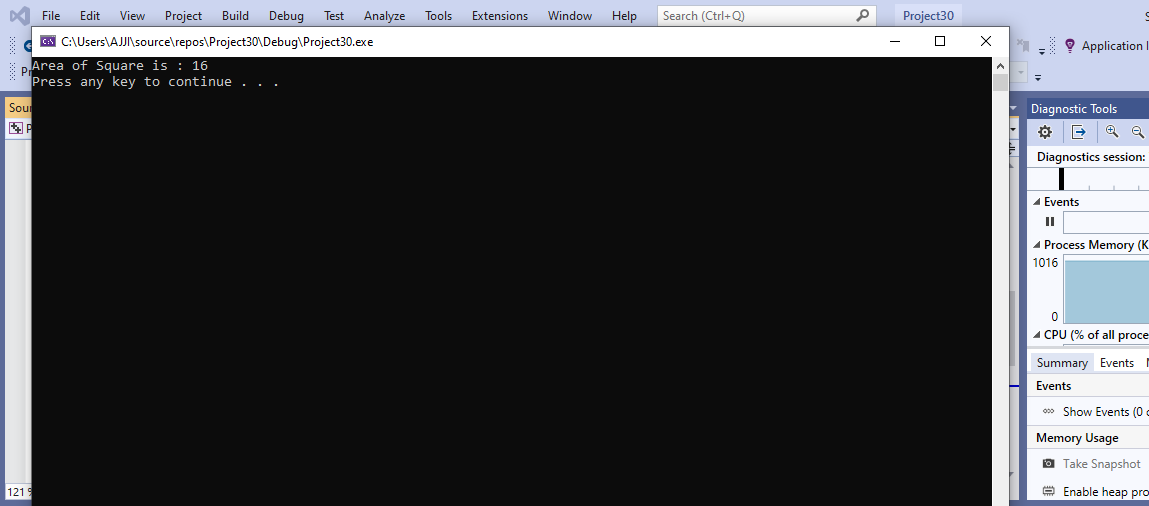 File Edit View Project Build Debug Test Analyze Tools Extensions Window Help Search (Ctrl+Q) Project30
C:\Users\AJJI\source\repos\Project30\Debug\Project30.exe
Application
Area of Square is : 16
Press any key to continue . . .
Diagnostic Tools
Diagnostics session:
Events
Process Memory (K
1016
0
CPU (% of all proce
Summary Events
Events
Show Events (0
Memory Usage
Take Snapshot
Enable heap pro
121 %